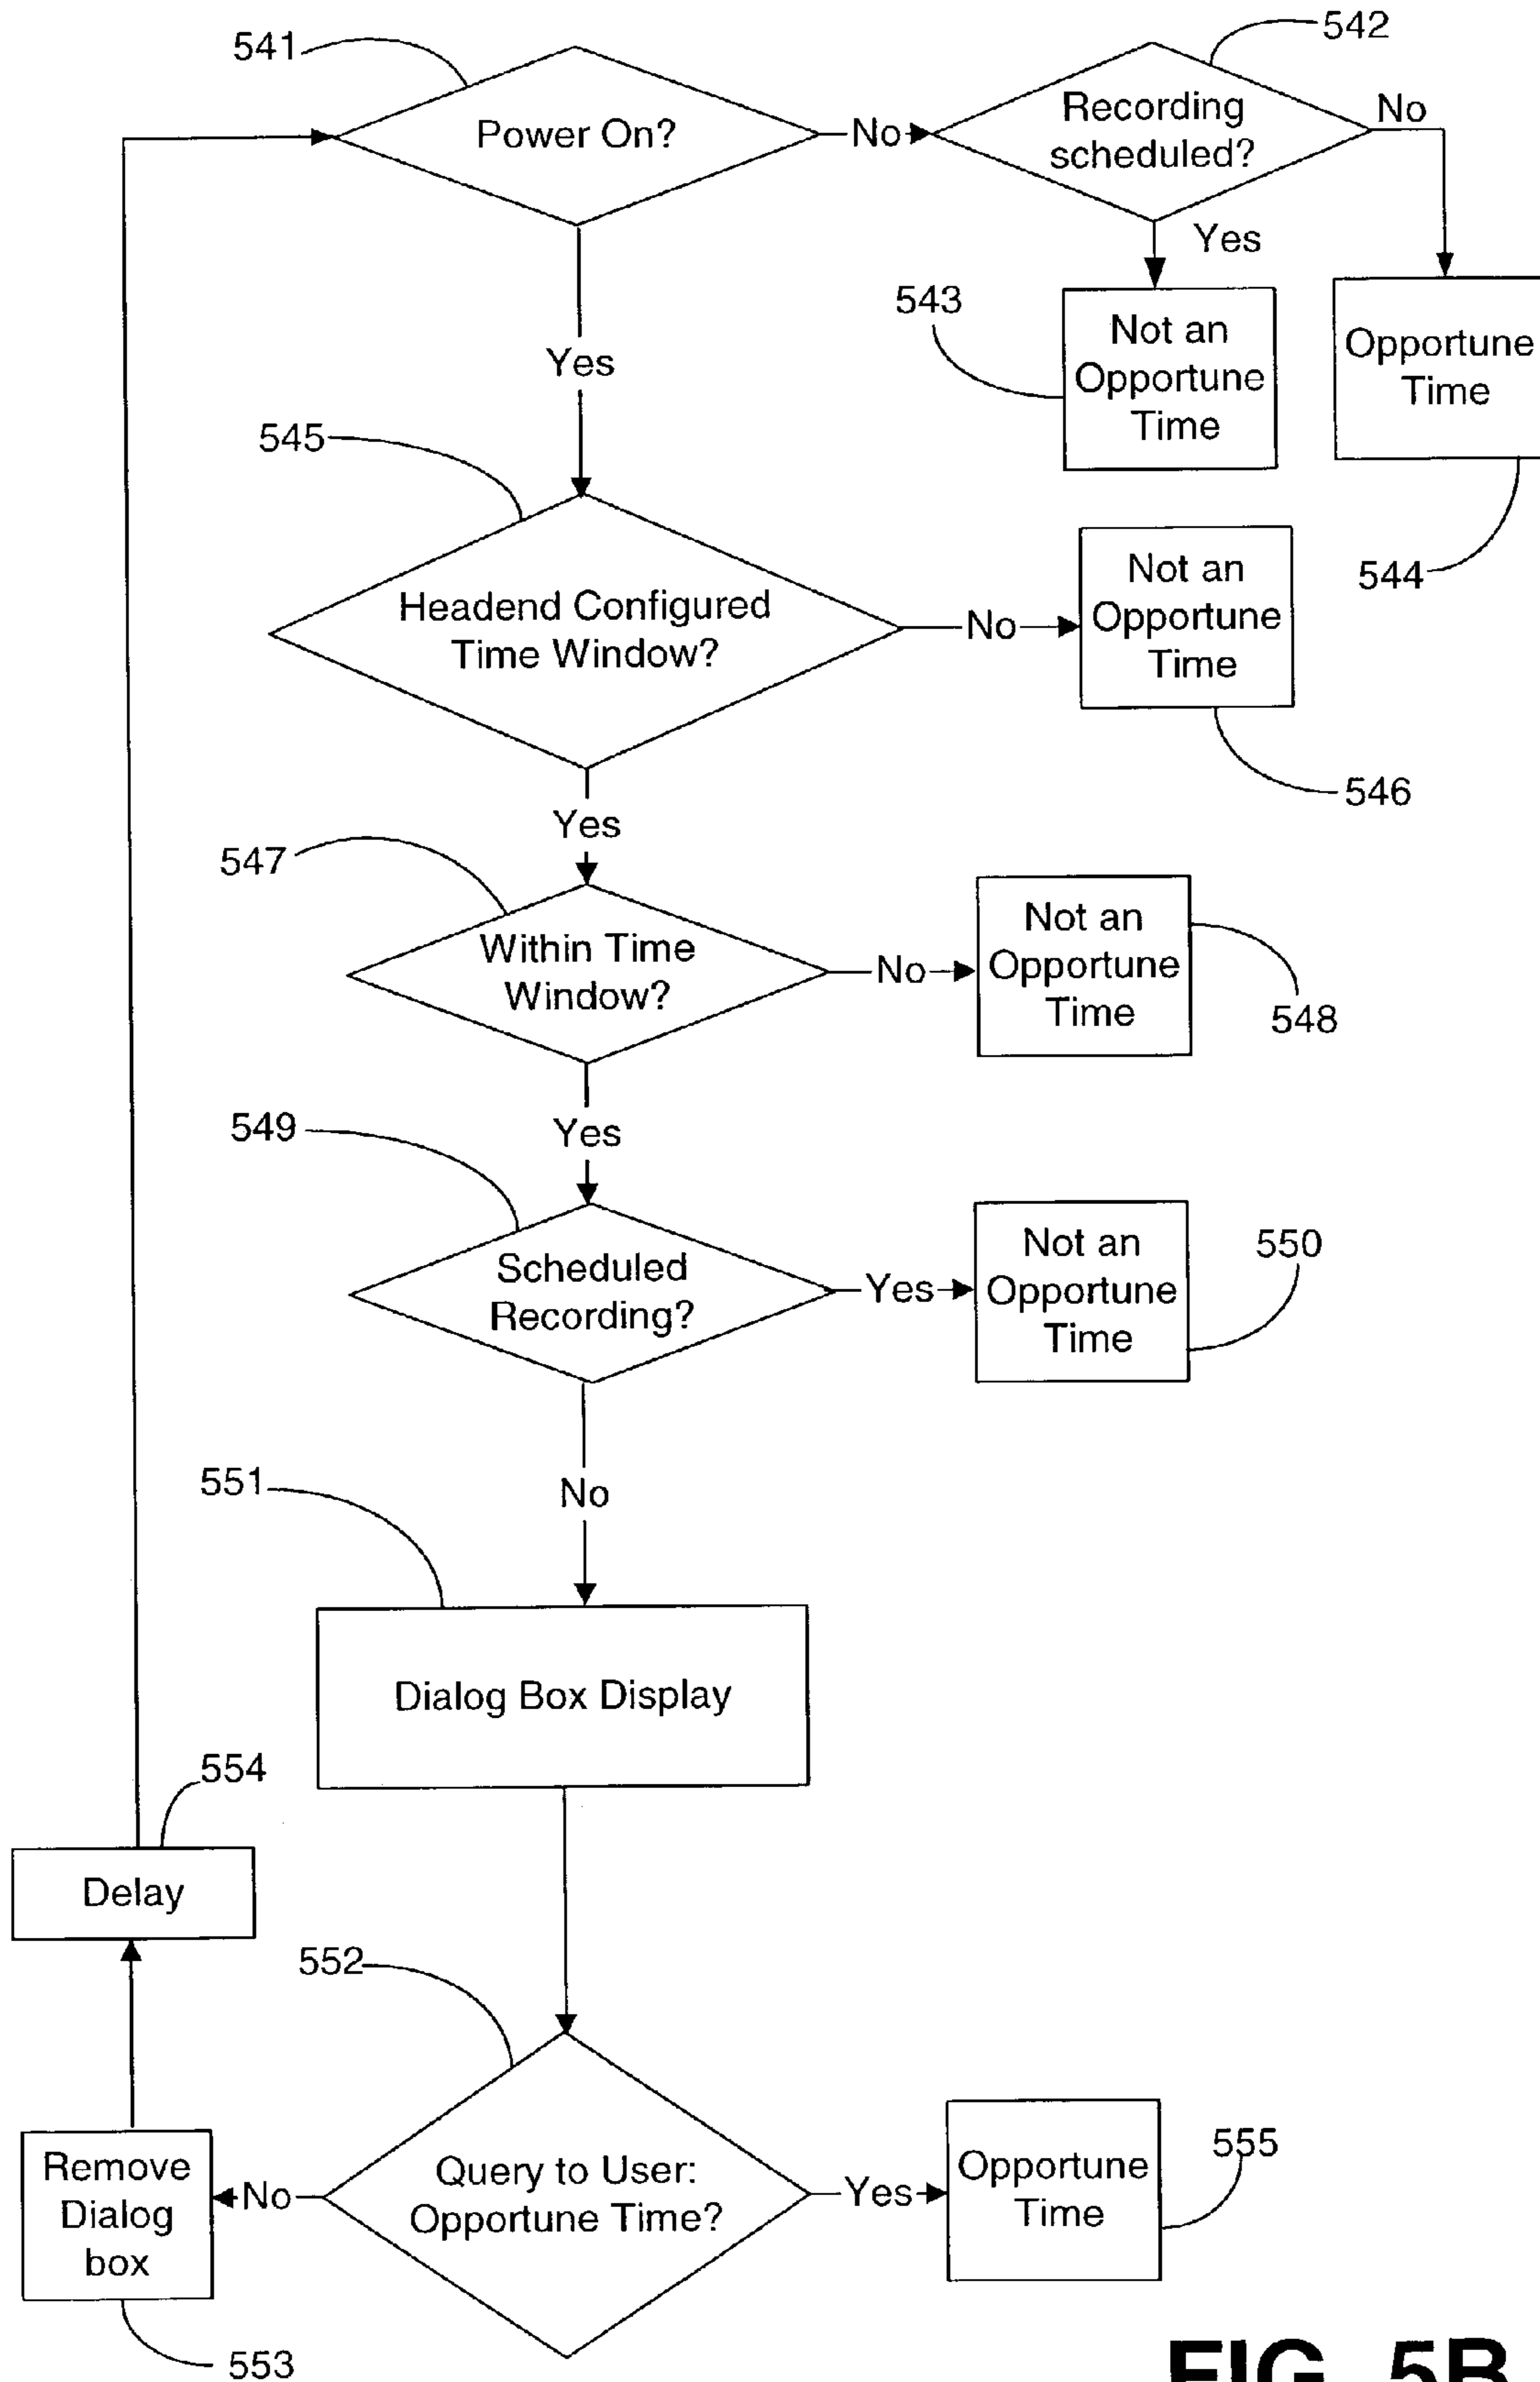 541
542
Power On?
No
Recording
scheduled?
No
Yes
543
Not an
Opportune
Time
Opportune
Time
544
Yes
545
Headend Configured
Time Window?
No
Not an
Opportune
Time
546
Yes
547
Within Time
Window?
No
Not an
Opportune
Time
548
Yes
549
Scheduled
Recording?
Yes
Not an
Opportune
Time
550
No
551
Dialog Box Display
554
Delay
552
Query to User:
Opportune Time?
Yes
Opportune
Time
555
No
Remove
Dialog
box
553
FIG. 5B